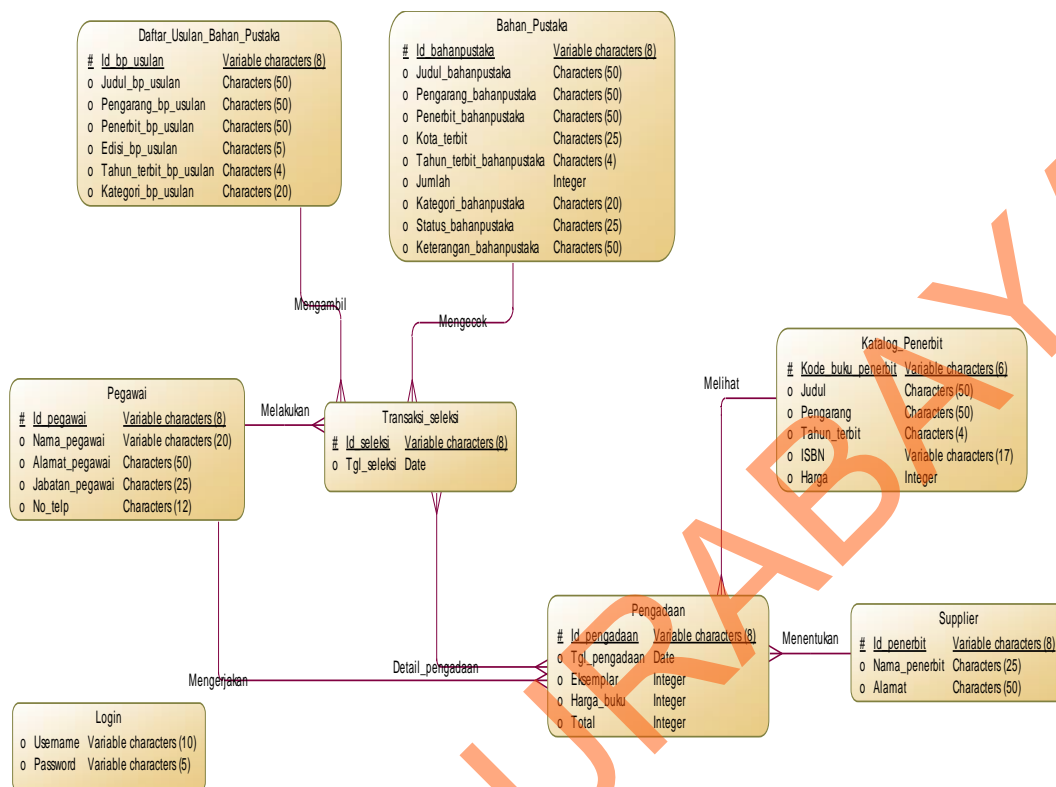 Daftar_Usulan_Bahan_Pustaka
# Id_bp_usulan Variable characters (8)
o Judul_bp_usulan Characters (50)
o Pengarang_bp_usulan Characters (50)
o Penerbit_bp_usulan Characters (50)
o Edisi_bp_usulan Characters (5)
o Tahun_terbit_bp_usulan Characters (4)
o Kategori_bp_usulan Characters (20)
Bahan_Pustaka
# Id_bahanpustaka Variable characters (8)
o Judul_bahanpustaka Characters (50)
o Pengarang_bahanpustaka Characters (50)
o Penerbit_bahanpustaka Characters (50)
o Kota_terbit Characters (25)
o Tahun_terbit_bahanpustaka Characters (4)
o Jumlah Integer
o Kategori_bahanpustaka Characters (20)
o Status_bahanpustaka Characters (25)
o Keterangan_bahanpustaka Characters (50)
Mengambil
Mengecek
Katalog_Penerbit
# Kode_buku_penerbit Variable characters (6)
o Judul Characters (50)
o Pengarang Characters (50)
o Tahun_terbit Characters (4)
o ISBN Variable characters (17)
o Harga Integer
Melihat
Pegawai
# Id_pegawai Variable characters (8)
o Nama_pegawai Variable characters (20)
o Alamat_pegawai Characters (50)
o Jabatan_pegawai Characters (25)
o No_telp Characters (12)
Melakukan
Transaksi_seleksi
# Id_seleksi Variable characters (8)
o Tgl_seleksi Date
Pengadaan
# Id_pengadaan Variable characters (8)
o Tgl_pengadaan Date
o Eksemplar Integer
o Harga_buku Integer
o Total Integer
Menentukan
Supplier
# Id_penerbit Variable characters (8)
o Nama_penerbit Characters (25)
o Alamat Characters (50)
Detail_pengadaan
Mengerjakan
Login
o Username Variable characters (10)
o Password Variable characters (5)
URABAY